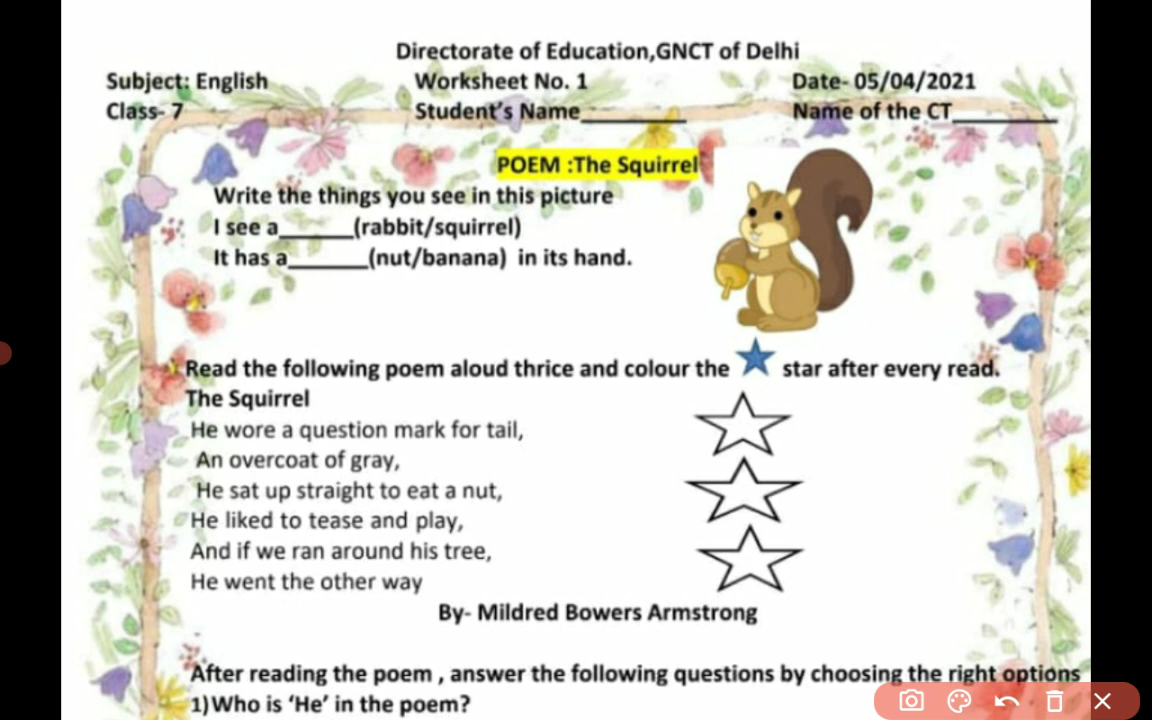 Directorate of Education,GNCT of Delhi
Subject: English Worksheet No. 1 Date- 05/04/2021
Class- 7 Student's Name_________ Name of the CT_________
POEM :The Squirrel
Write the things you see in this picture
I see a______(rabbit/squirrel)
It has a______(nut/banana) in its hand.
Read the following poem aloud thrice and colour the star after every read.
The Squirrel
He wore a question mark for tail,
An overcoat of gray,
He sat up straight to eat a nut,
He liked to tease and play,
And if we ran around his tree,
He went the other way
By- Mildred Bowers Armstrong
After reading the poem , answer the following questions by choosing the right options
1)Who is 'He' in the poem?